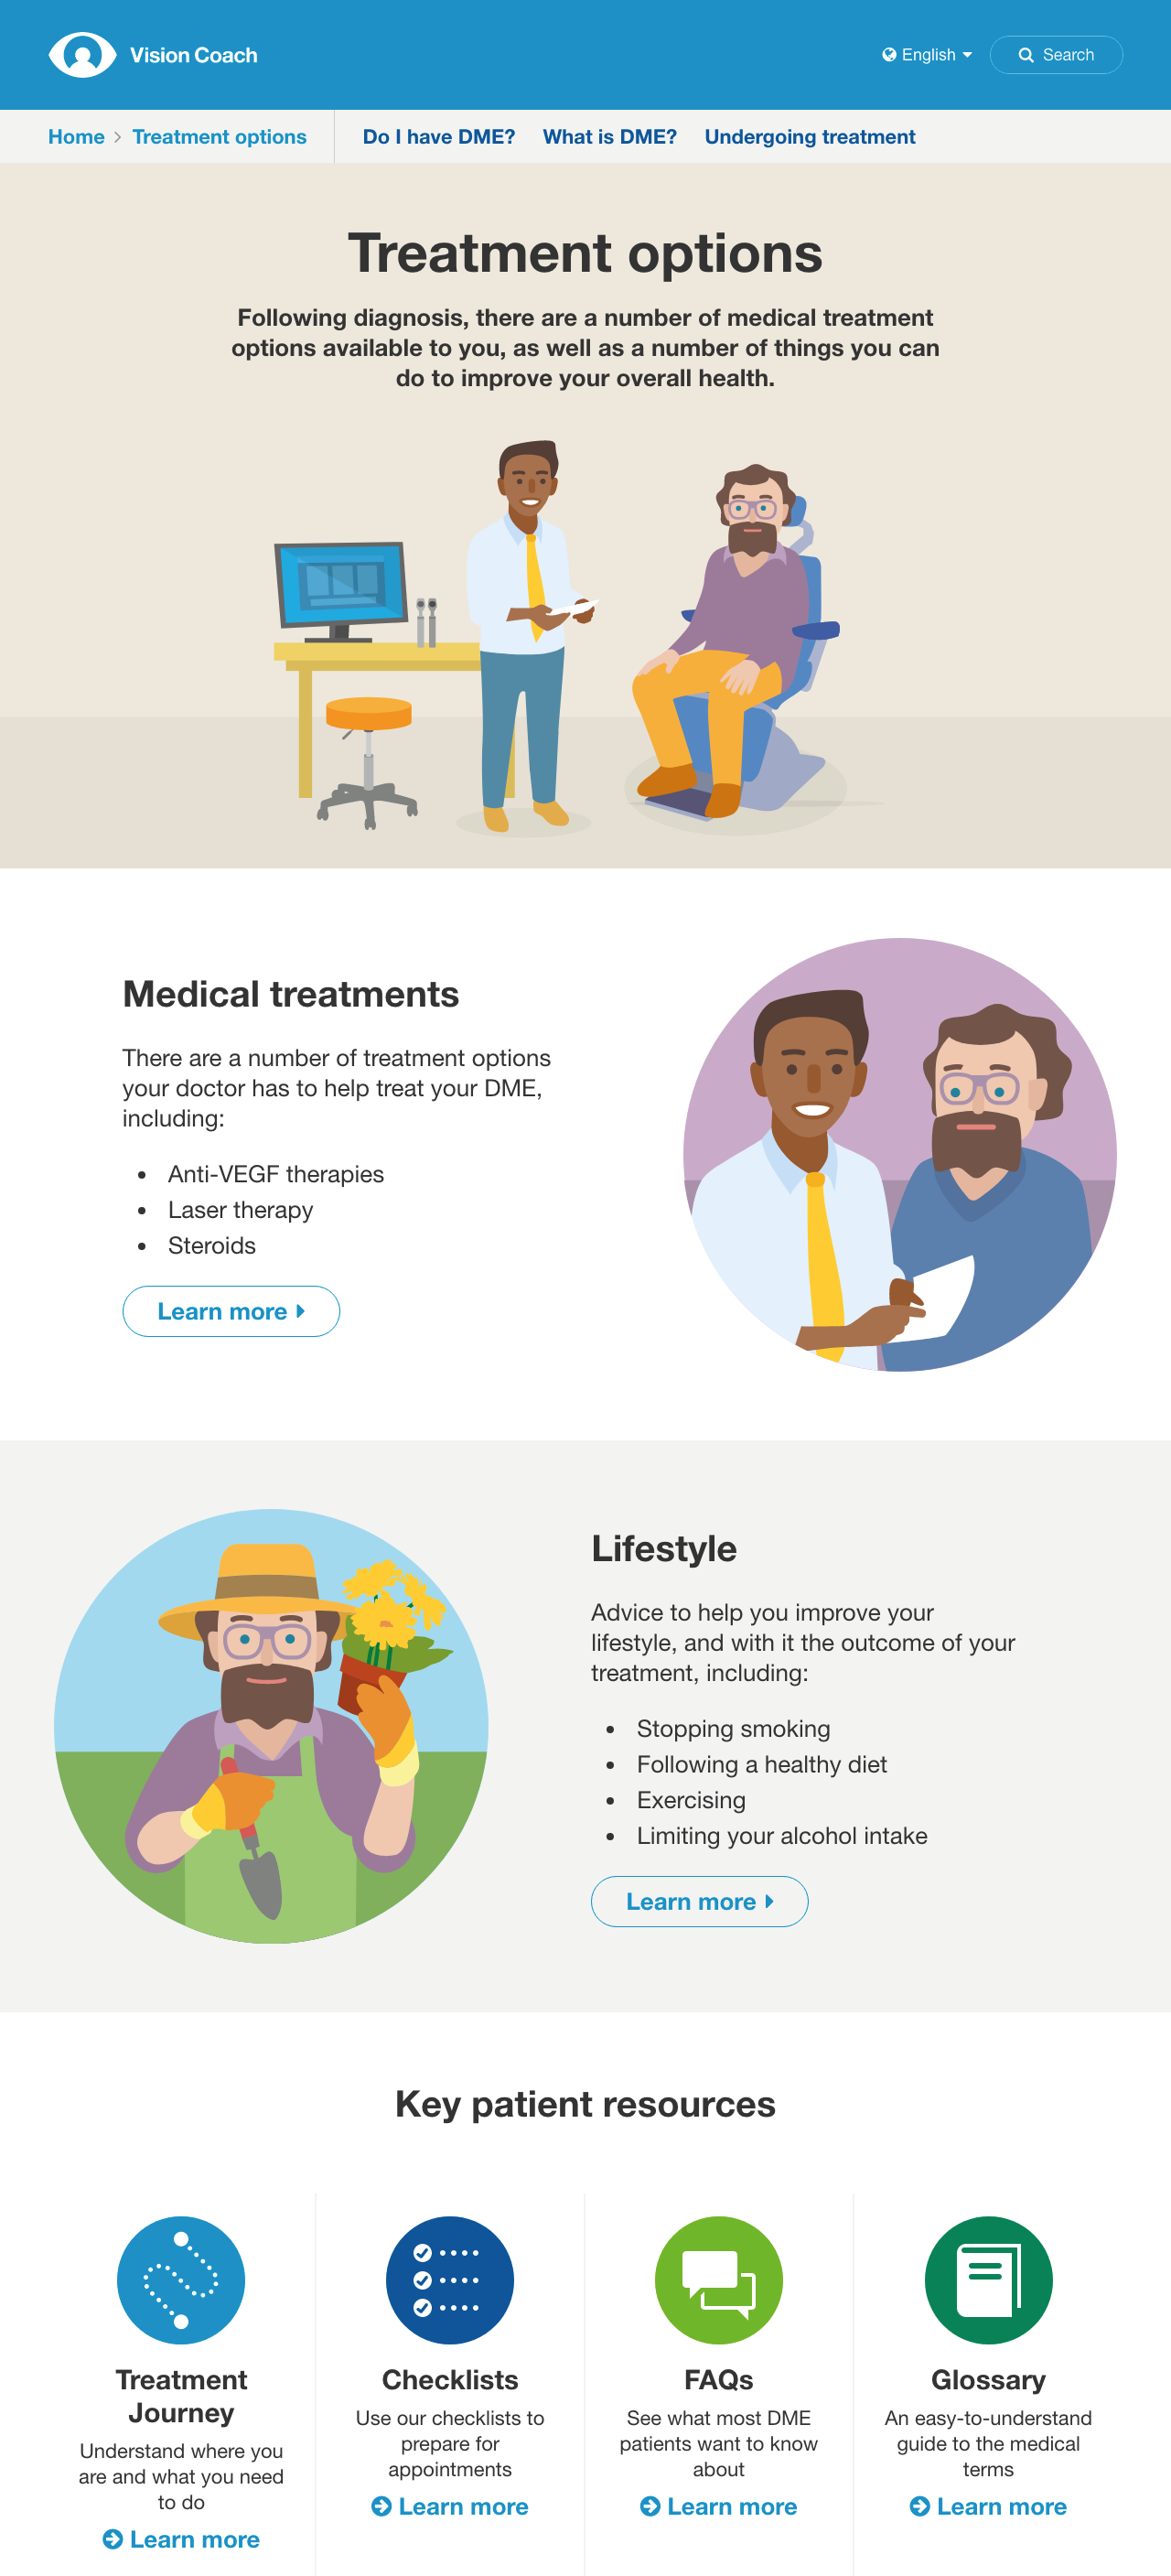 Vision Coach
English
Search
Home
Treatment options
Do I have DME?
What is DME?
Undergoing treatment
Treatment options
Following diagnosis, there are a number of medical treatment
options available to you, as well as a number of things you can
do to improve your overall health.
Medical treatments
There are a number of treatment options
your doctor has to help treat your DME,
including:
Anti-VEGF therapies
Laser therapy
Steroids
Learn more
Lifestyle
Advice to help you improve your
lifestyle, and with it the outcome of your
treatment, including:
Stopping smoking
Following a healthy diet
Exercising
Limiting your alcohol intake
Learn more
Key patient resources
Treatment
Journey
Understand where you
are and what you need
to do
Learn more
Checklists
Use our checklists to
prepare for
appointments
Learn more
FAQs
See what most DME
patients want to know
about
Learn more
Glossary
An easy-to-understand
guide to the medical
terms
Learn more